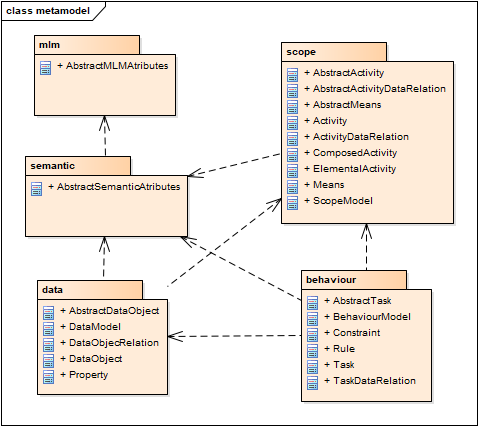 class metamodel
mlm
+ AbstractMLMAtributes
scope
+ AbstractActivity
+ AbstractActivityDataRelation
+ AbstractMeans
+ Activity
+ ActivityDataRelation
+ ComposedActivity
+ ElementalActivity
+ Means
+ ScopeModel
semantic
+ AbstractSemanticAtributes
data
+ AbstractDataObject
+ DataModel
+ DataObjecRelation
+ DataObject
+ Property
behaviour
+ AbstractTask
+ BehaviourModel
+ Constraint
+ Rule
+ Task
+ TaskDataRelation